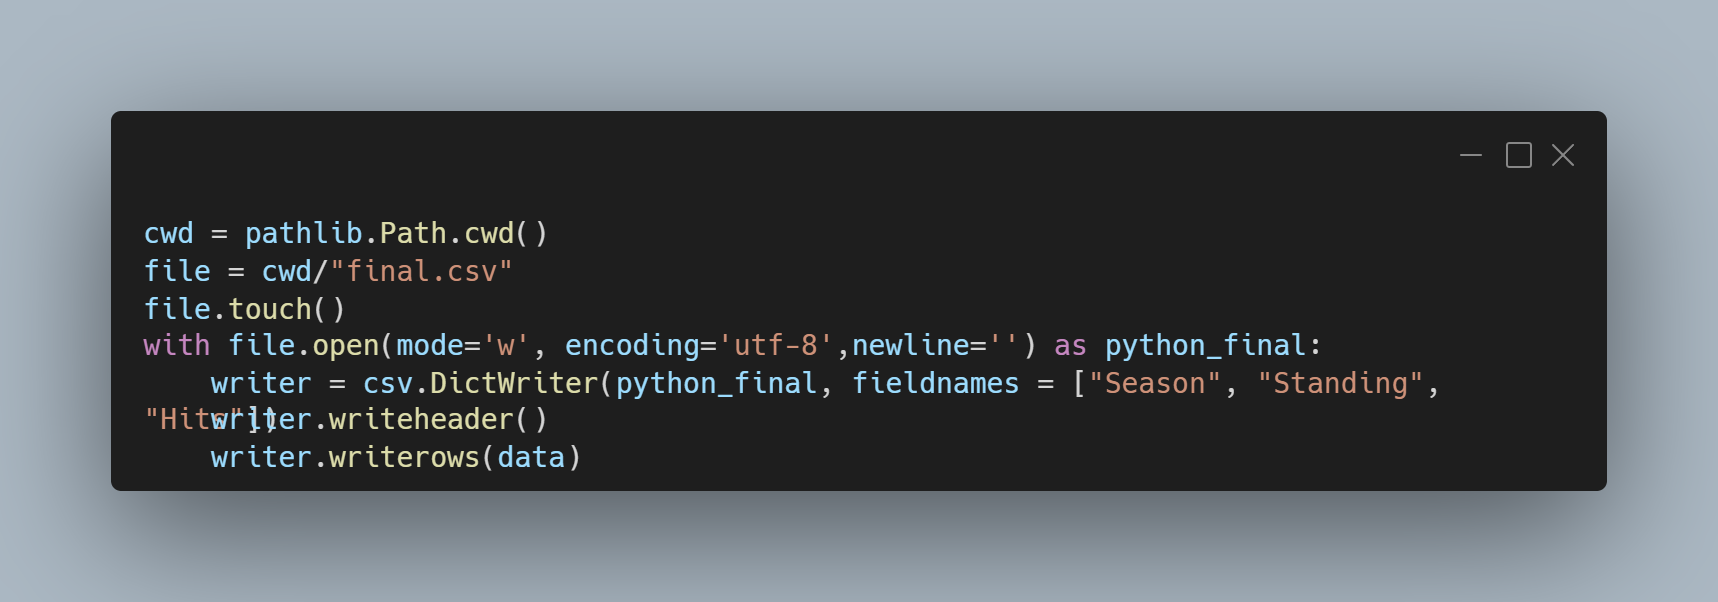 cwd = pathlib.Path.cwd()
file = cwd/"final.csv"
file.touch()
with file.open(mode='w', encoding='utf-8',newline='') as python_final:
    writer = csv.DictWriter(python_final, fieldnames = ["Season", "Standing",
"Hits"])
    writer.writeheader()
    writer.writerows(data)